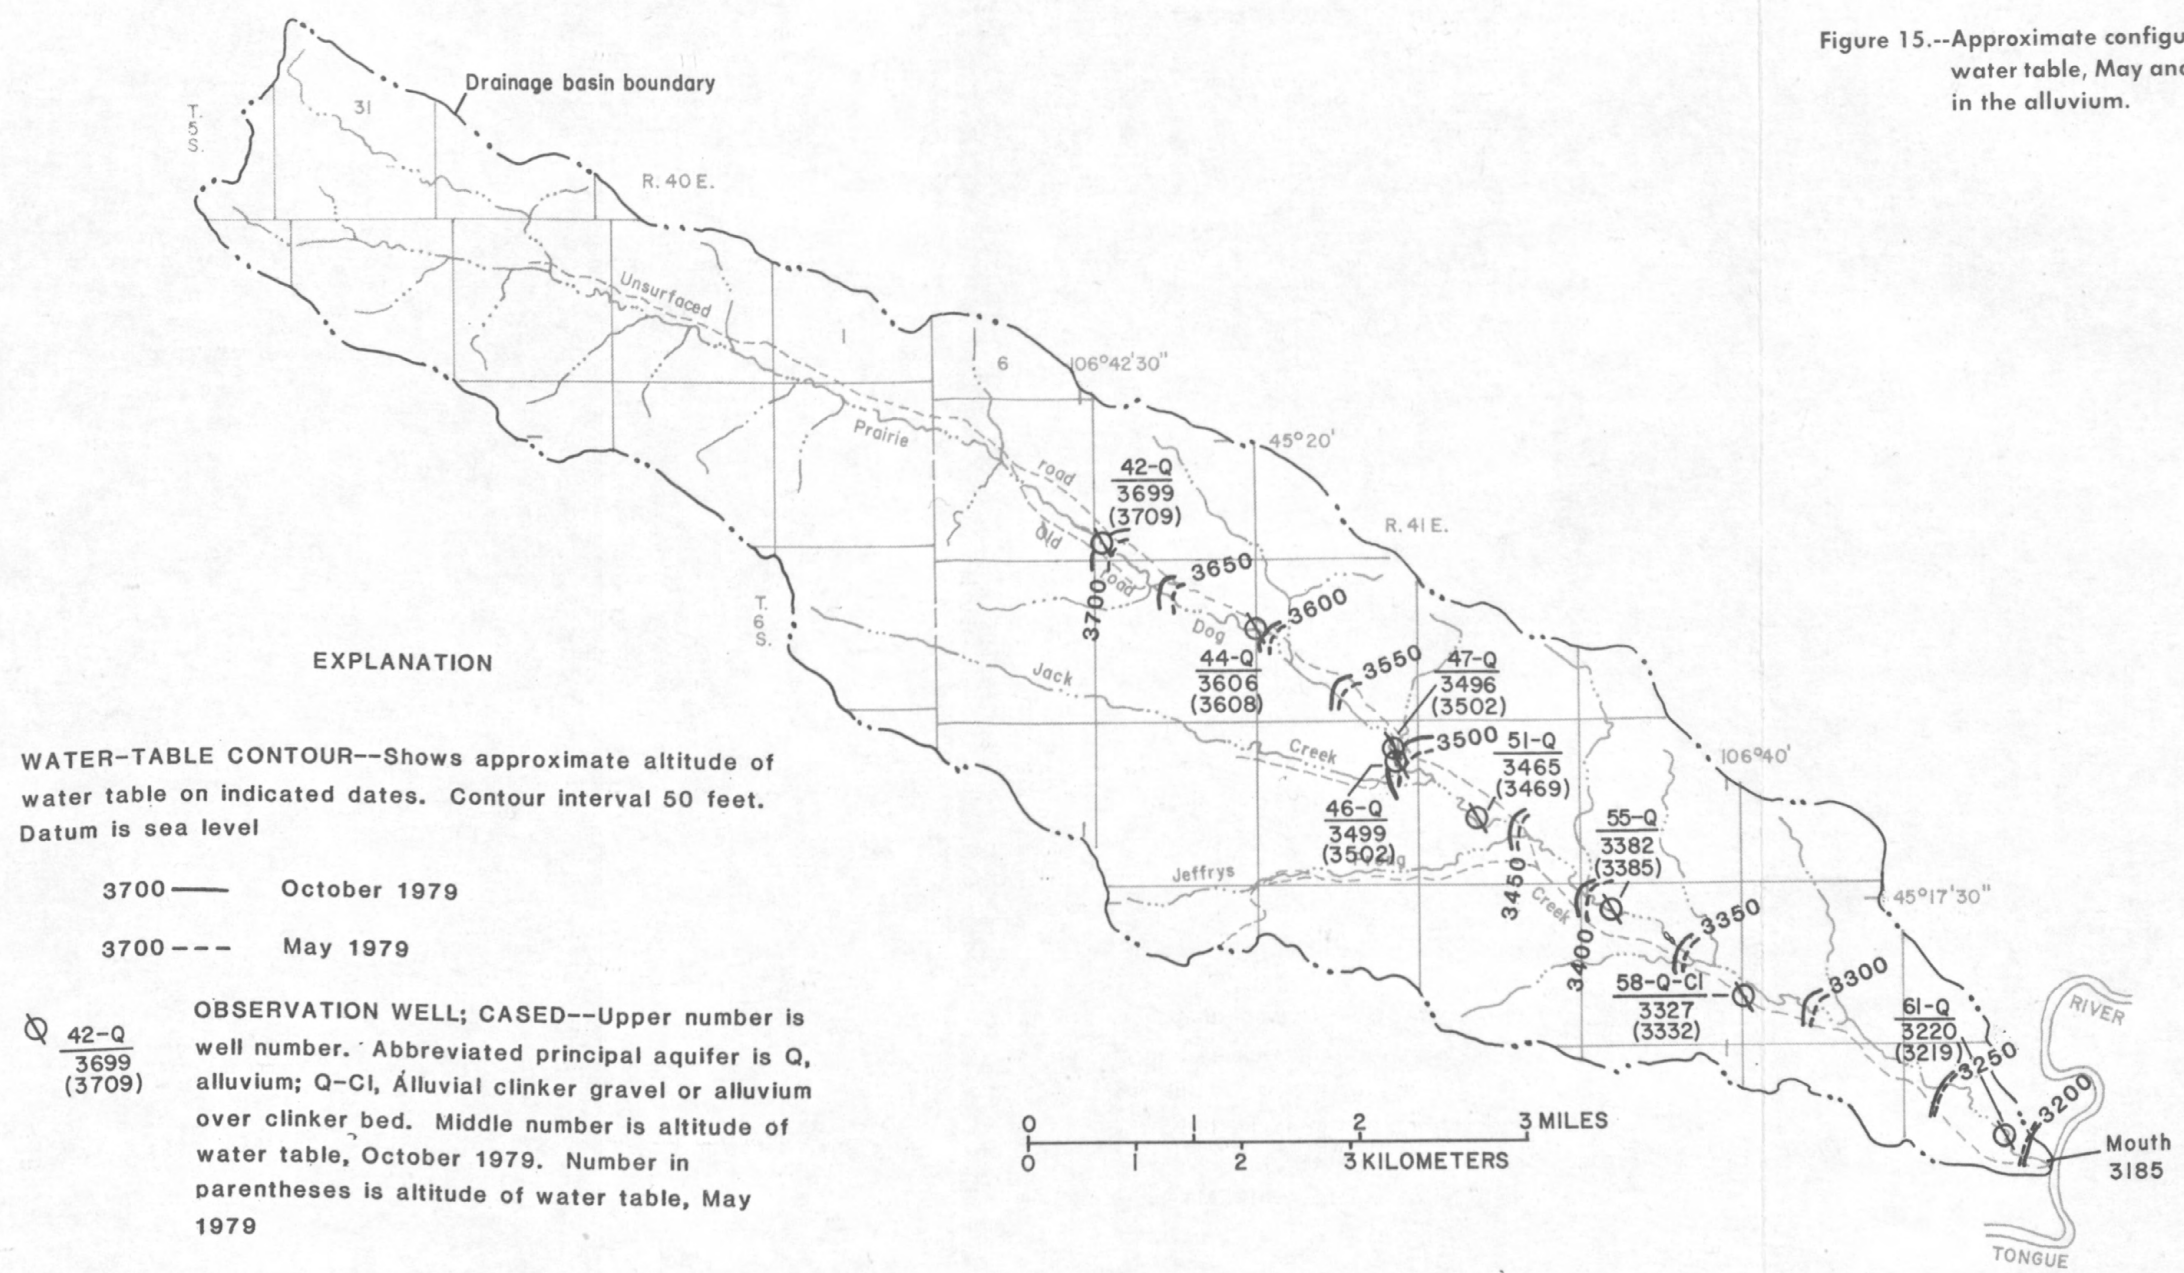 Figure 15.--Approximate configu
water table, May and
in the alluvium.
Drainage basin boundary
T.
5
S.
31
R. 40 E.
Unsurfaced
1
6
106°42'30"
Prairie
road
42-Q
3699
(3709)
45°20'
R. 41 E.
Old
road
3700
3650
T.
6
S.
Dog
3600
44-Q
3606
(3608)
3550
47-Q
3496
(3502)
Jack
Creek
3500
51-Q
3465
(3469)
106°40'
46-Q
3499
(3502)
55-Q
3382
(3385)
Jeffrys
3450
Creek
45°17'30"
3400
3350
58-Q-Cl
3327
(3332)
3300
61-Q
3220
(3219)
3250
3200
RIVER
Mouth
3185
TONGUE
EXPLANATION
WATER-TABLE CONTOUR--Shows approximate altitude of
water table on indicated dates. Contour interval 50 feet.
Datum is sea level
3700 October 1979
3700 May 1979
42-Q
3699
(3709)
OBSERVATION WELL; CASED--Upper number is
well number. Abbreviated principal aquifer is Q,
alluvium; Q-Cl, Alluvial clinker gravel or alluvium
over clinker bed. Middle number is altitude of
water table, October 1979. Number in
parentheses is altitude of water table, May
1979
0 1 2 3 MILES
0 1 2 3 KILOMETERS